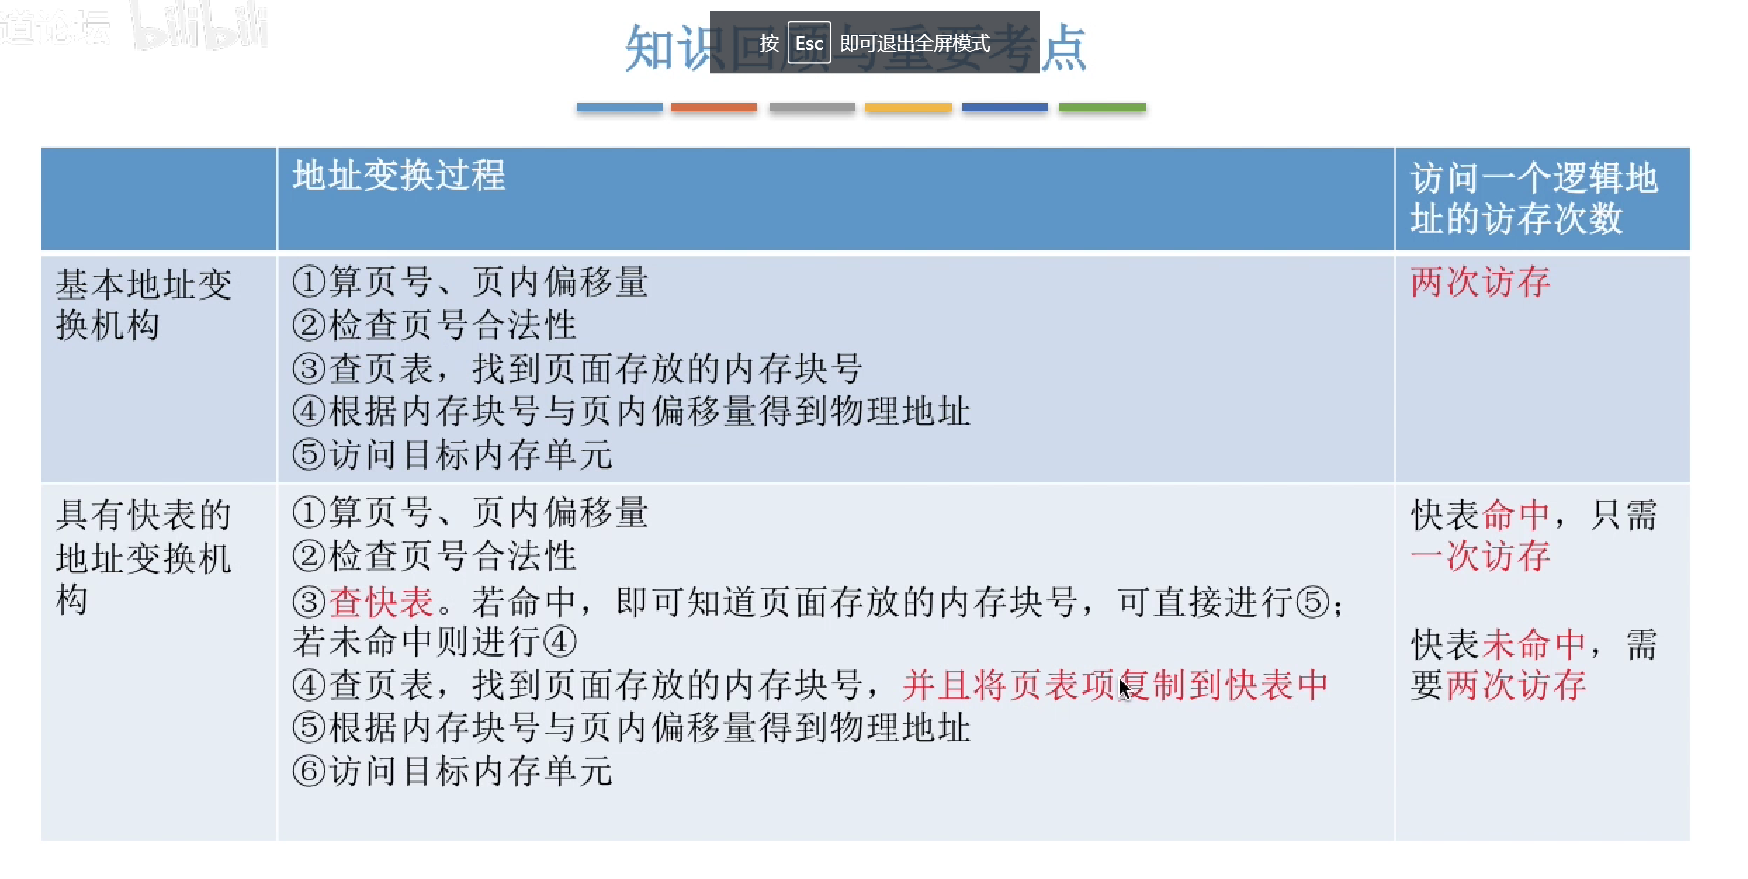 道论坛 bilibili
知识回顾与重要考点
按 Esc 即可退出全屏模式
地址变换过程
访问一个逻辑地
址的访存次数
基本地址变
换机构
①算页号、页内偏移量
②检查页号合法性
③查页表，找到页面存放的内存块号
④根据内存块号与页内偏移量得到物理地址
⑤访问目标内存单元
两次访存
具有快表的
地址变换机
构
①算页号、页内偏移量
②检查页号合法性
③查快表。若命中，即可知道页面存放的内存块号，可直接进行⑤；
若未命中则进行④
④查页表，找到页面存放的内存块号，并且将页表项复制到快表中
⑤根据内存块号与页内偏移量得到物理地址
⑥访问目标内存单元
快表命中，只需
一次访存
快表未命中，需
要两次访存